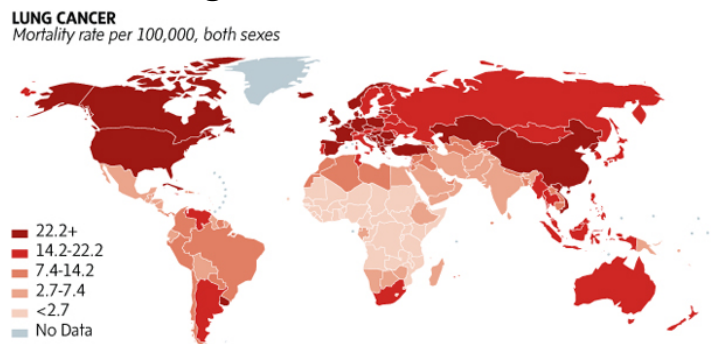 LUNG CANCER
Mortality rate per 100,000, both sexes
22.2+
14.2-22.2
7.4-14.2
2.7-7.4
<2.7
No Data